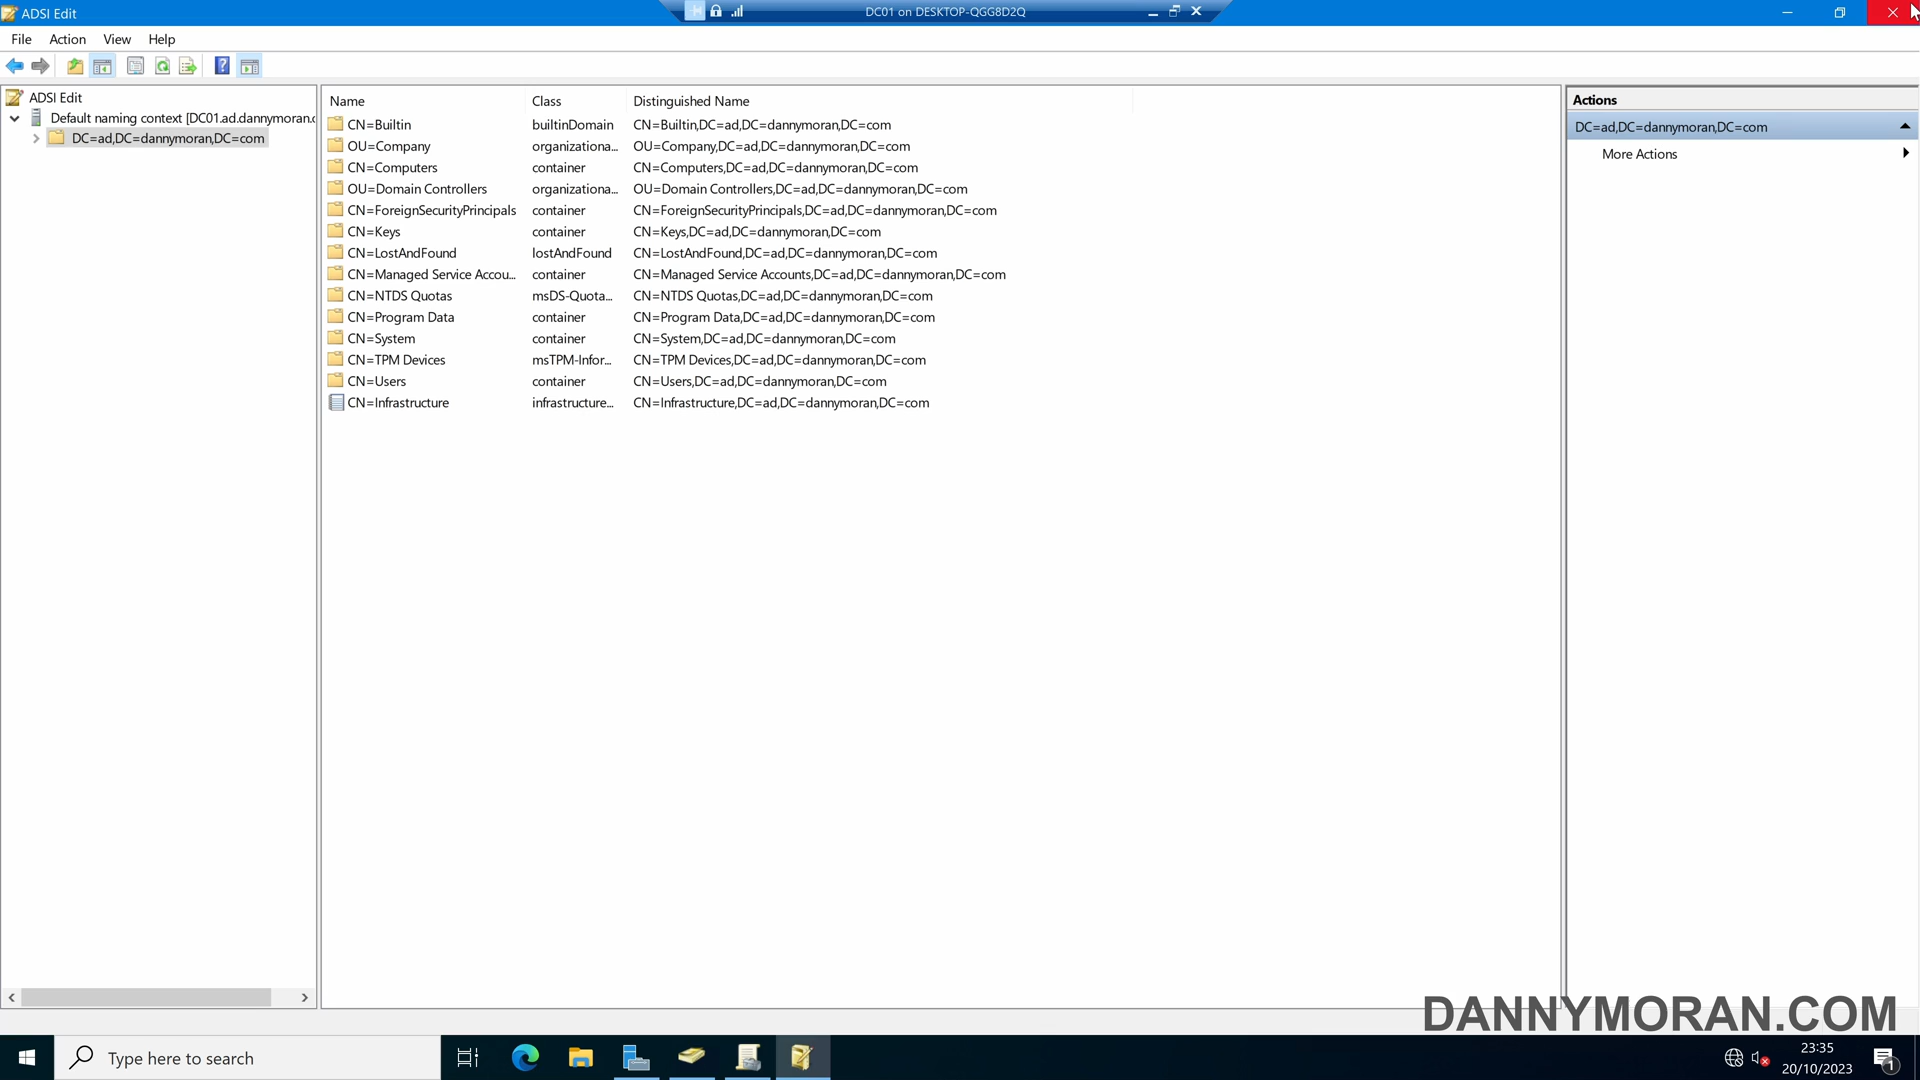 ADSI Edit
DC01 on DESKTOP-QGG8D2Q
File Action View Help
ADSI Edit
Default naming context [DC01.ad.dannymoran.c
DC=ad,DC=dannymoran,DC=com
Name Class Distinguished Name
CN=Builtin builtinDomain CN=Builtin,DC=ad,DC=dannymoran,DC=com
OU=Company organizationa... OU=Company,DC=ad,DC=dannymoran,DC=com
CN=Computers container CN=Computers,DC=ad,DC=dannymoran,DC=com
OU=Domain Controllers organizationa... OU=Domain Controllers,DC=ad,DC=dannymoran,DC=com
CN=ForeignSecurityPrincipals container CN=ForeignSecurityPrincipals,DC=ad,DC=dannymoran,DC=com
CN=Keys container CN=Keys,DC=ad,DC=dannymoran,DC=com
CN=LostAndFound lostAndFound CN=LostAndFound,DC=ad,DC=dannymoran,DC=com
CN=Managed Service Accou... container CN=Managed Service Accounts,DC=ad,DC=dannymoran,DC=com
CN=NTDS Quotas msDS-Quota... CN=NTDS Quotas,DC=ad,DC=dannymoran,DC=com
CN=Program Data container CN=Program Data,DC=ad,DC=dannymoran,DC=com
CN=System container CN=System,DC=ad,DC=dannymoran,DC=com
CN=TPM Devices msTPM-Infor... CN=TPM Devices,DC=ad,DC=dannymoran,DC=com
CN=Users container CN=Users,DC=ad,DC=dannymoran,DC=com
CN=Infrastructure infrastructure... CN=Infrastructure,DC=ad,DC=dannymoran,DC=com
Actions
DC=ad,DC=dannymoran,DC=com
More Actions
DANNYMORAN.COM
Type here to search
23:35
20/10/2023
1